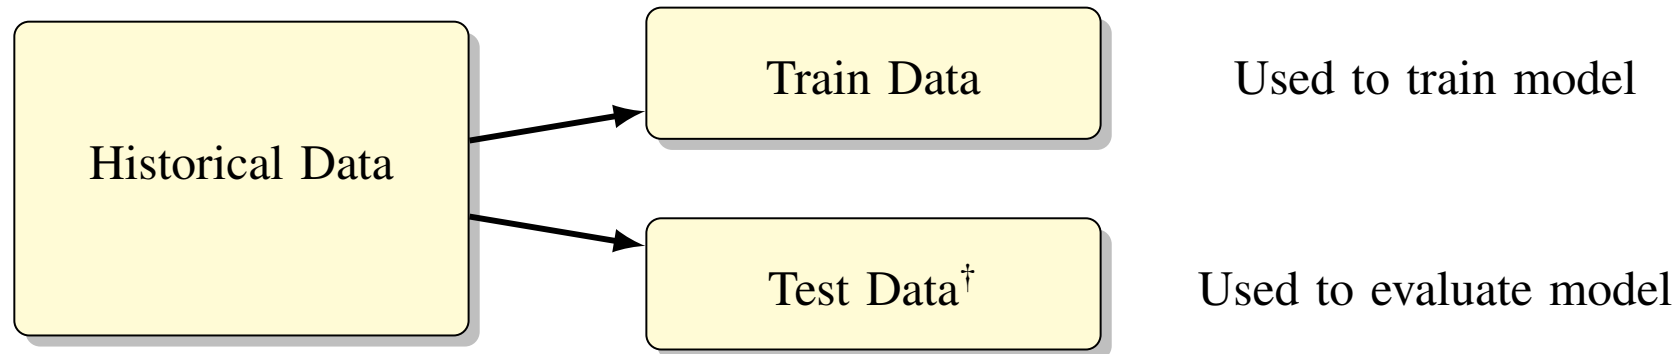 Train Data
Used to train model
Historical Data
Test Data†
Used to evaluate model